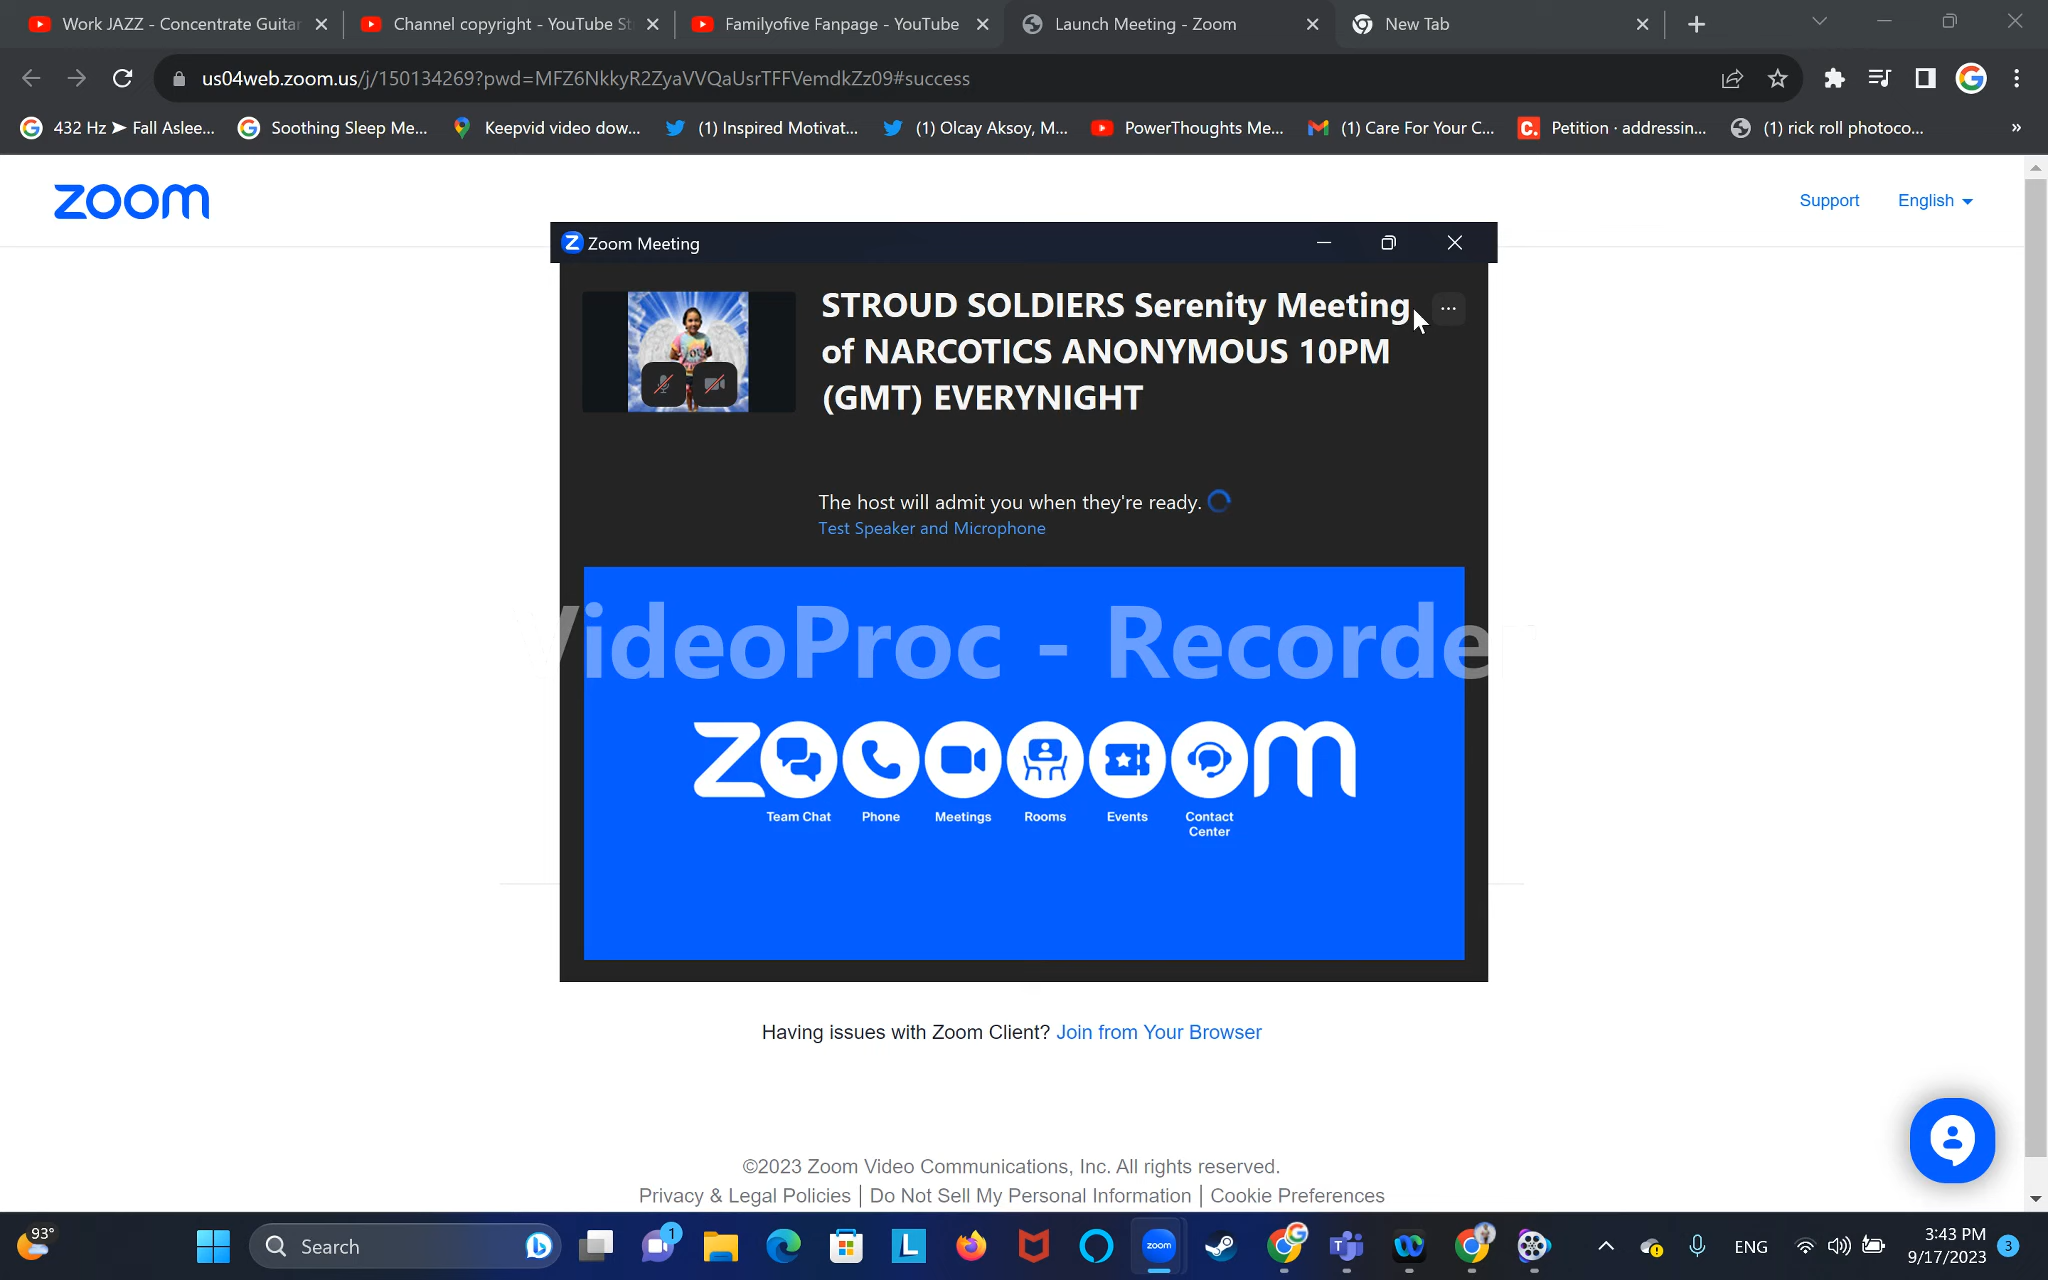 Work JAZZ - Concentrate Guitar
Channel copyright - YouTube St
Familyofive Fanpage - YouTube
Launch Meeting - Zoom
New Tab
us04web.zoom.us/j/150134269?pwd=MFZ6NkkyR2ZyaVVQaUsrTFFVemdkZz09#success
432 Hz ➤ Fall Aslee...
Soothing Sleep Me...
Keepvid video dow...
(1) Inspired Motivat...
(1) Olcay Aksoy, M...
PowerThoughts Me...
(1) Care For Your C...
Petition · addressin...
(1) rick roll photoco...
»
zoom
Support
English
Zoom Meeting
STROUD SOLDIERS Serenity Meeting
of NARCOTICS ANONYMOUS 10PM
(GMT) EVERYNIGHT
The host will admit you when they're ready.
Test Speaker and Microphone
VideoProc - Recorder
ZOOOOOOm
Team Chat
Phone
Meetings
Rooms
Events
Contact
Center
Having issues with Zoom Client? Join from Your Browser
©2023 Zoom Video Communications, Inc. All rights reserved.
Privacy & Legal Policies | Do Not Sell My Personal Information | Cookie Preferences
93°
Search
1
L
zoom
ENG
3:43 PM
9/17/2023
3